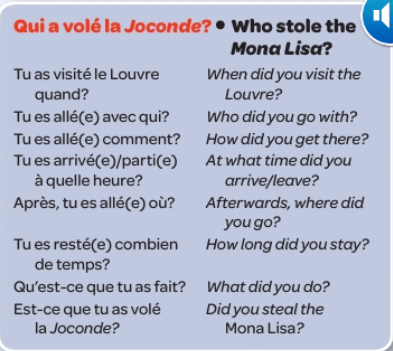 Qui a volé la Joconde? • Who stole the
Mona Lisa?
Tu as visité le Louvre When did you visit the
quand? Louvre?
Tu es allé(e) avec qui? Who did you go with?
Tu es allé(e) comment? How did you get there?
Tu es arrivé(e)/parti(e) At what time did you
à quelle heure? arrive/leave?
Après, tu es allé(e) où? Afterwards, where did
you go?
Tu es resté(e) combien How long did you stay?
de temps?
Qu'est-ce que tu as fait? What did you do?
Est-ce que tu as volé Did you steal the
la Joconde? Mona Lisa?